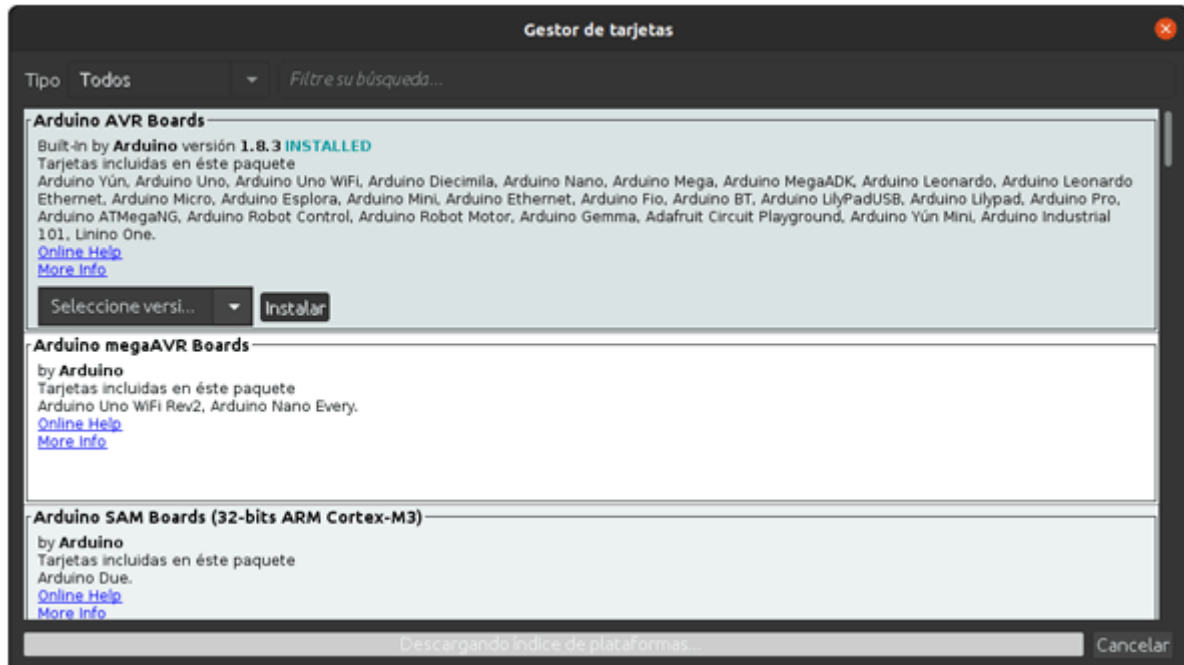 Gestor de tarjetas
Tipo Todos Filtre su búsqueda...
Arduino AVR Boards
Built-In by Arduino versión 1.8.3 INSTALLED
Tarjetas incluidas en éste paquete
Arduino Yún, Arduino Uno, Arduino Uno WiFi, Arduino Diecimila, Arduino Nano, Arduino Mega, Arduino MegaADK, Arduino Leonardo, Arduino Leonardo
Ethernet, Arduino Micro, Arduino Esplora, Arduino Mini, Arduino Ethernet, Arduino Fio, Arduino BT, Arduino LilyPadUSB, Arduino Lilypad, Arduino Pro,
Arduino ATMegaNG, Arduino Robot Control, Arduino Robot Motor, Arduino Gemma, Adafruit Circuit Playground, Arduino Yún Mini, Arduino Industrial
101, Linino One.
Online Help
More Info
Seleccione versi... Instalar
Arduino megaAVR Boards
by Arduino
Tarjetas incluidas en éste paquete
Arduino Uno WiFi Rev2, Arduino Nano Every.
Online Help
More Info
Arduino SAM Boards (32-bits ARM Cortex-M3)
by Arduino
Tarjetas incluidas en éste paquete
Arduino Due.
Online Help
More Info
Descargando índice de plataformas... Cancelar